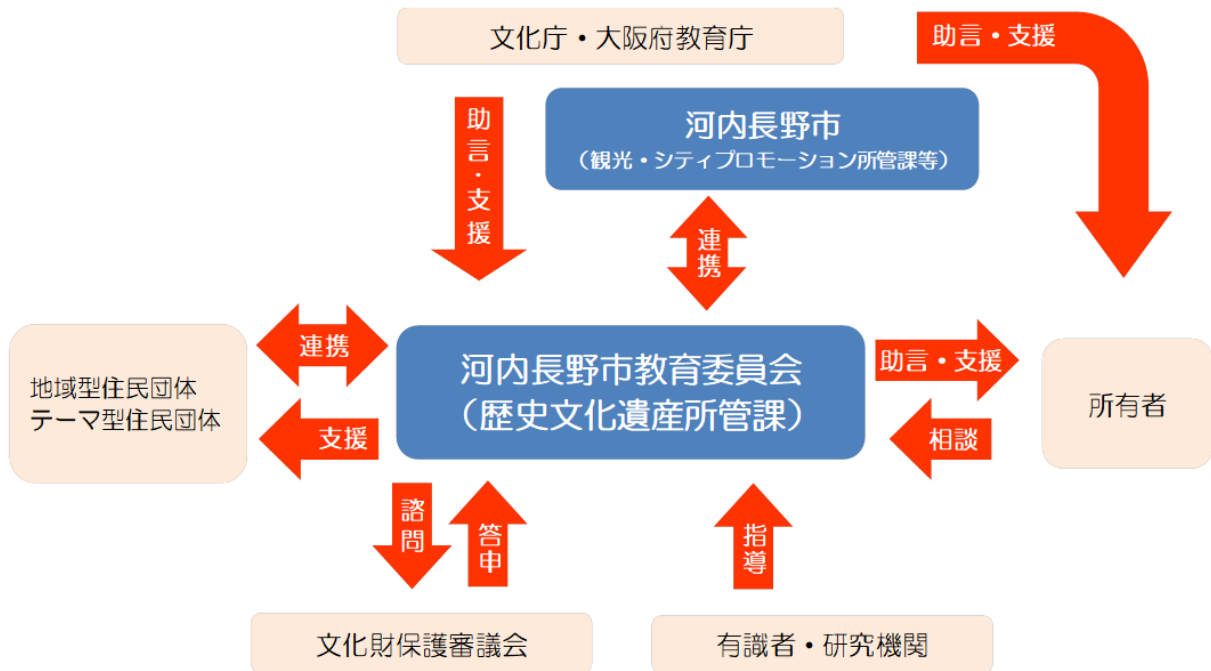 文化庁・大阪府教育庁
助言・支援
助言・支援
河内長野市
（観光・シティプロモーション所管課等）
連携
地域型住民団体
テーマ型住民団体
連携
支援
河内長野市教育委員会
（歴史文化遺産所管課）
助言・支援
相談
所有者
諮問
答申
指導
文化財保護審議会
有識者・研究機関